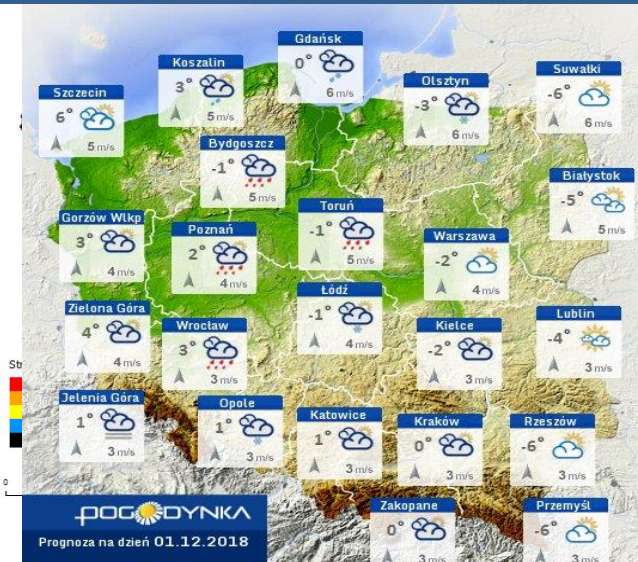 Gdańsk
0°
6 m/s
Koszalin
3°
5 m/s
Suwałki
-6°
6 m/s
Olsztyn
-3°
6 m/s
Szczecin
6°
5 m/s
Bydgoszcz
-1°
5 m/s
Białystok
-5°
5 m/s
Toruń
-1°
5 m/s
Gorzów Wlkp
3°
4 m/s
Poznań
2°
4 m/s
Warszawa
-2°
4 m/s
Łódź
-1°
4 m/s
Zielona Góra
4°
4 m/s
Lublin
-4°
3 m/s
Wrocław
3°
3 m/s
Kielce
-2°
3 m/s
Str
Jelenia Góra
1°
3 m/s
Opole
1°
3 m/s
Katowice
1°
3 m/s
Kraków
0°
3 m/s
Rzeszów
-6°
3 m/s
0
Zakopane
0°
3 m/s
Przemyśl
-6°
3 m/s
POGODYNKA
Prognoza na dzień 01.12.2018